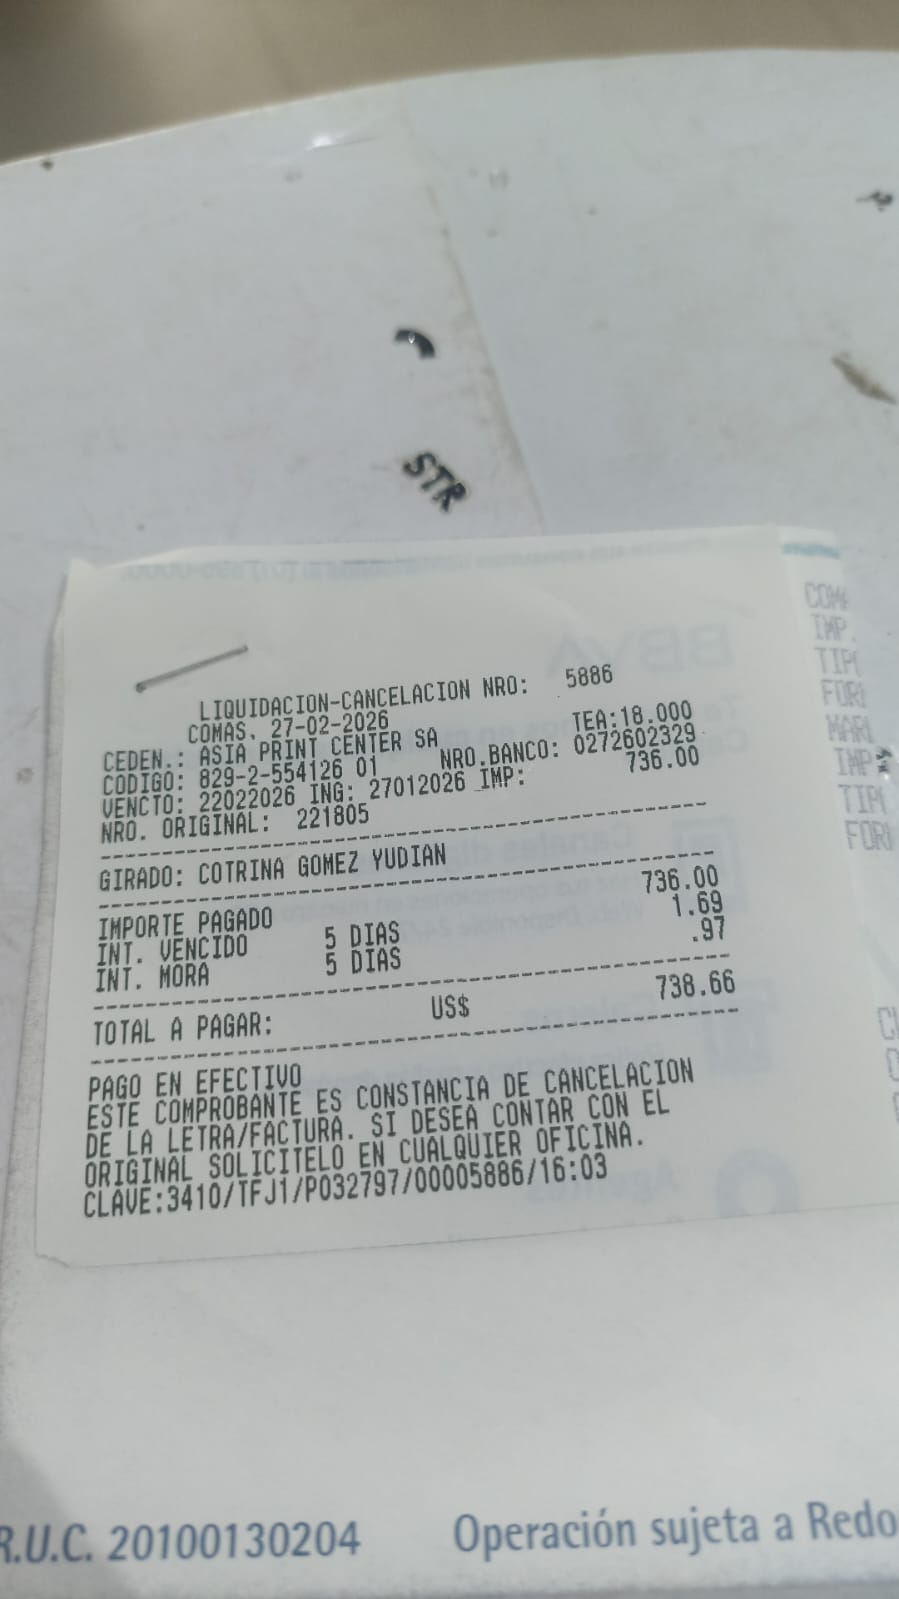 STR
LIQUIDACION-CANCELACION NRO: 5886
COMAS, 27-02-2026 TEA:18.000
CEDEN.: ASIA PRINT CENTER SA
CODIGO: 829-2-554126 01 NRO.BANCO: 0272602329
VENCTO: 22022026 ING: 27012026 IMP: 736.00
NRO. ORIGINAL: 221805
GIRADO: COTRINA GOMEZ YUDIAN
IMPORTE PAGADO 736.00
INT. VENCIDO 5 DIAS 1.69
INT. MORA 5 DIAS .97
TOTAL A PAGAR: US$ 738.66
PAGO EN EFECTIVO
ESTE COMPROBANTE ES CONSTANCIA DE CANCELACION
DE LA LETRA/FACTURA. SI DESEA CONTAR CON EL
ORIGINAL SOLICITELO EN CUALQUIER OFICINA.
CLAVE:3410/TFJ1/P032797/00005886/16:03
IMP.
R.U.C. 20100130204 Operación sujeta a